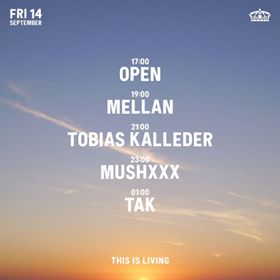 FRI 14
SEPTEMBER
17:00
OPEN
19:00
MELLAN
21:00
TOBIAS KALLEDER
23:00
MUSHXXX
01:00
TAK
THIS IS LIVING